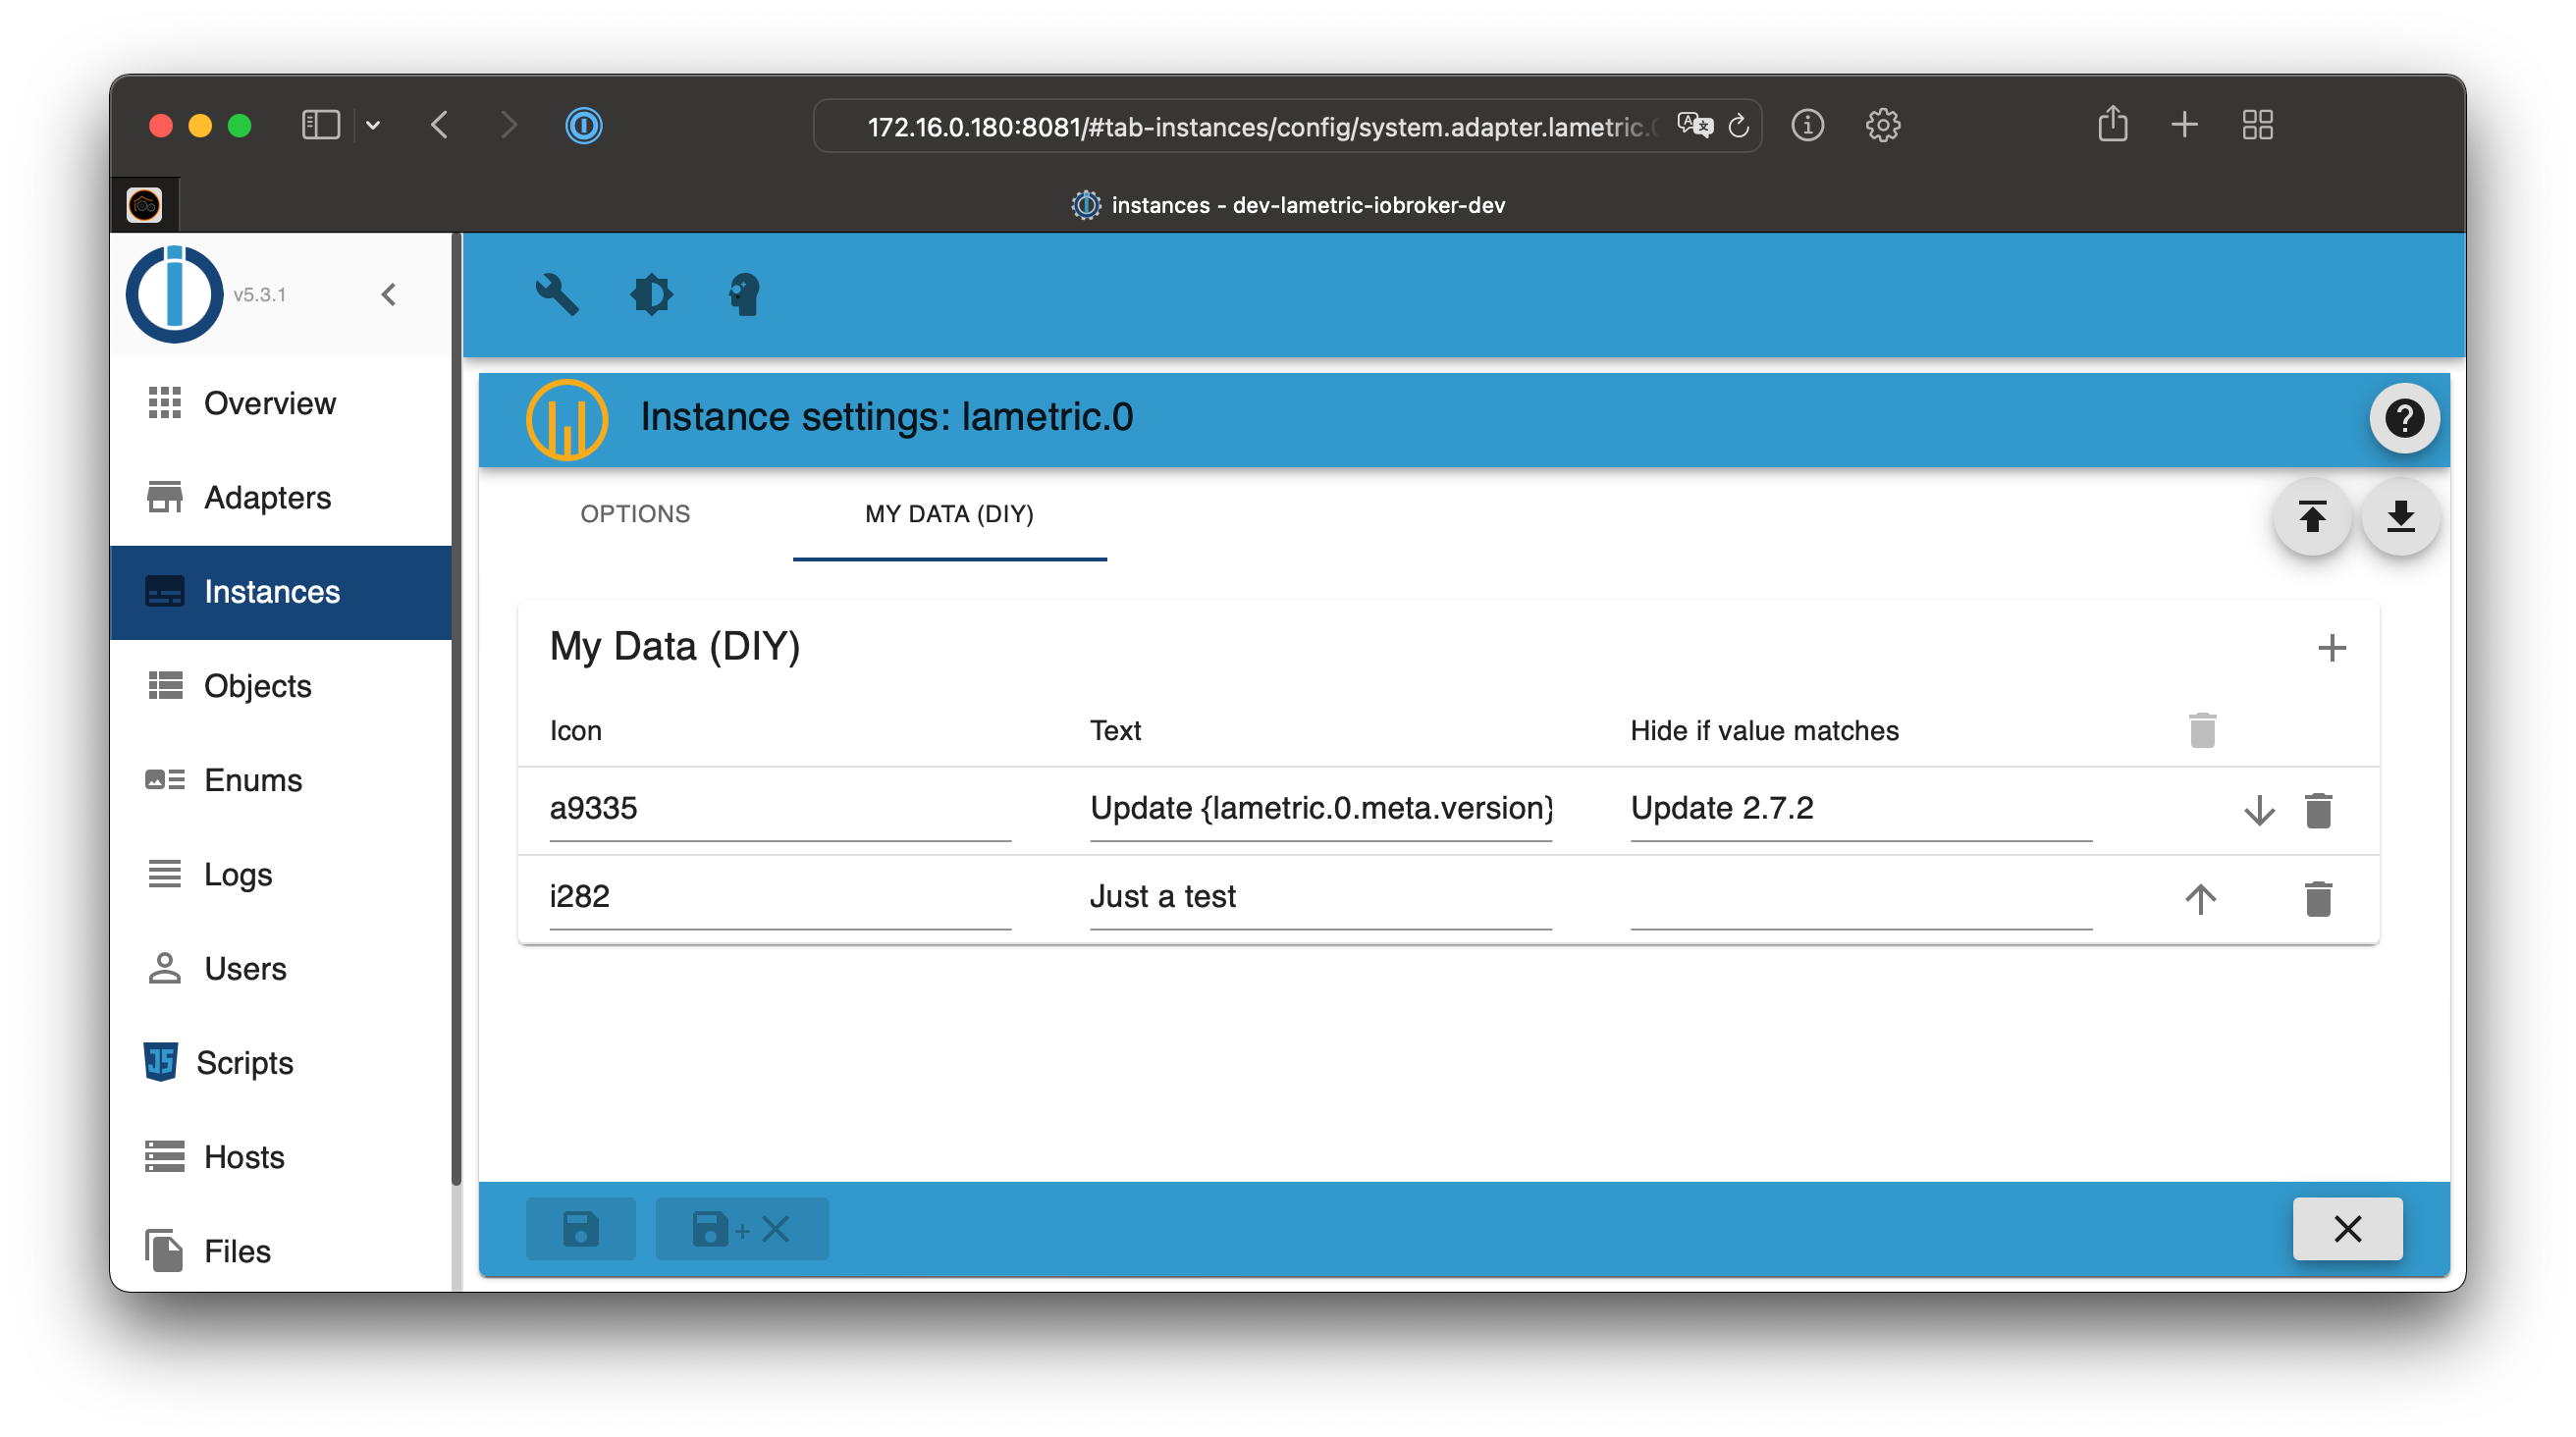 172.16.0.180:8081/#tab-instances/config/system.adapter.lametric.
instances - dev-lametric-iobroker-dev
v5.3.1
Overview
Adapters
Instances
Objects
Enums
Logs
Users
Scripts
Hosts
Files
Instance settings: lametric.0
OPTIONS
MY DATA (DIY)
My Data (DIY)
Icon Text Hide if value matches
a9335 Update {lametric.0.meta.version} Update 2.7.2
i282 Just a test